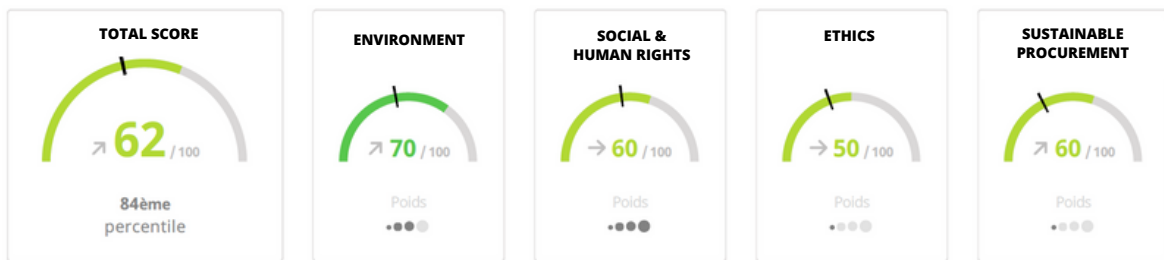 TOTAL SCORE
62 / 100
84ème
percentile
ENVIRONMENT
70 / 100
Poids
SOCIAL &
HUMAN RIGHTS
60 / 100
Poids
ETHICS
50 / 100
Poids
SUSTAINABLE
PROCUREMENT
60 / 100
Poids